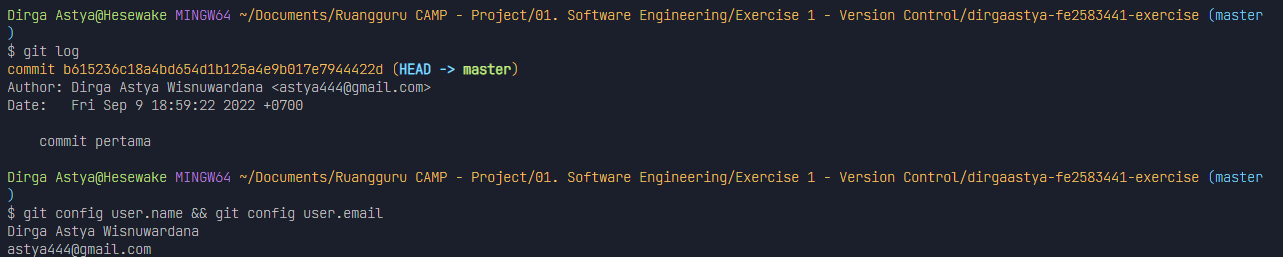 Dirga Astya@Hesewake MINGW64 ~/Documents/Ruangguru CAMP - Project/01. Software Engineering/Exercise 1 - Version Control/dirgaastya-fe2583441-exercise (master
)
$ git log
commit b615236c18a4bd654d1b125a4e9b017e7944422d (HEAD -> master)
Author: Dirga Astya Wisnuwardana <astya444@gmail.com>
Date:   Fri Sep 9 18:59:22 2022 +0700

    commit pertama

Dirga Astya@Hesewake MINGW64 ~/Documents/Ruangguru CAMP - Project/01. Software Engineering/Exercise 1 - Version Control/dirgaastya-fe2583441-exercise (master
)
$ git config user.name && git config user.email
Dirga Astya Wisnuwardana
astya444@gmail.com